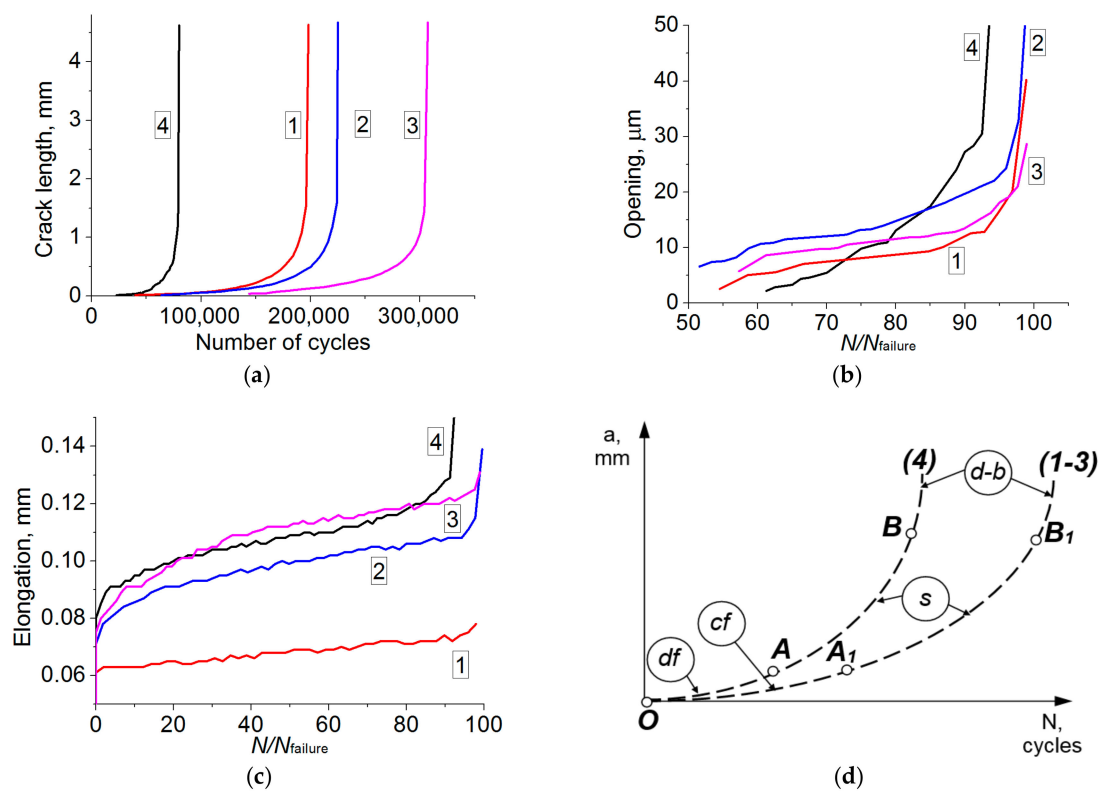 Crack length, mm
4
3
2
1
0
4
1
2
3
0
100,000
200,000
300,000
Number of cycles
(a)
Opening, μm
50
40
30
20
10
0
4
2
3
1
50
60
70
80
90
100
N/Nfailure
(b)
Elongation, mm
0.14
0.12
0.10
0.08
0.06
4
3
2
1
0
20
40
60
80
100
N/Nfailure
(c)
a,
mm
(4)
(1-3)
d-b
B
B1
s
cf
A
A1
df
O
N,
cycles
(d)